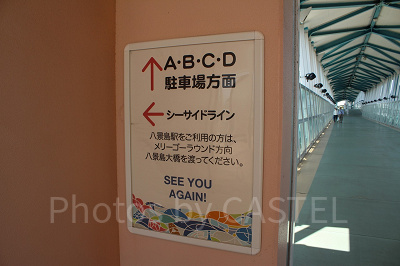 A・B・C・D
駐車場方面
シーサイドライン
八景島駅をご利用の方は、
メリーゴーラウンド方向
八景島大橋を渡ってください。
SEE YOU
AGAIN!
Photos by CASTEL